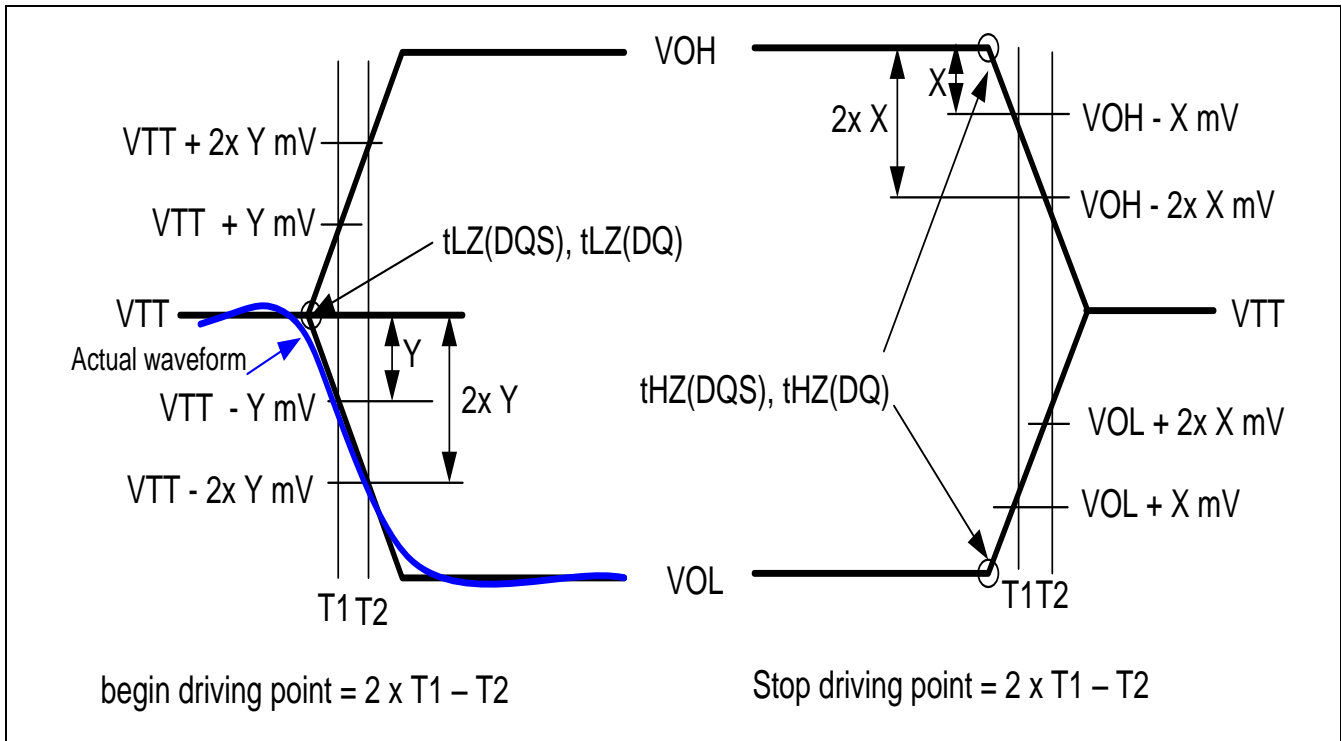 VOH
X
2x X
VTT + 2x Y mV
VOH - X mV
VTT + Y mV
VOH - 2x X mV
tLZ(DQS), tLZ(DQ)
VTT
VTT
Actual waveform
Y
2x Y
tHZ(DQS), tHZ(DQ)
VTT - Y mV
VOL + 2x X mV
VTT - 2x Y mV
VOL + X mV
VOL
T1 T2
T1 T2
begin driving point = 2 x T1 – T2
Stop driving point = 2 x T1 – T2